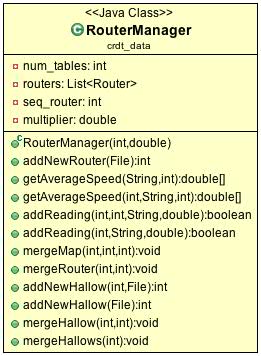 <<Java Class>>
RouterManager
crdt_data
num_tables: int
routers: List<Router>
seq_router: int
multiplier: double
RouterManager(int,double)
addNewRouter(File):int
getAverageSpeed(String,int):double[]
getAverageSpeed(int,String,int):double[]
addReading(int,int,String,double):boolean
addReading(int,String,double):boolean
mergeMap(int,int,int):void
mergeRouter(int,int):void
addNewHallow(int,File):int
addNewHallow(File):int
mergeHallow(int,int):void
mergeHallows(int):void